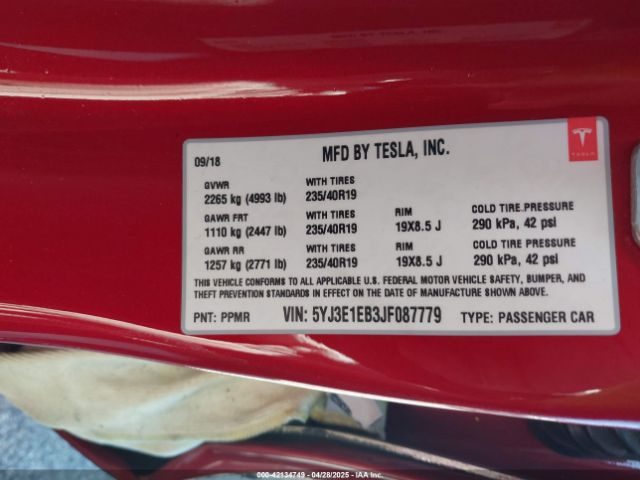 09/18 MFD BY TESLA, INC.
TESLA
GVWR WITH TIRES
2265 kg (4993 lb) 235/40R19
GAWR FRT WITH TIRES RIM COLD TIRE PRESSURE
1110 kg (2447 lb) 235/40R19 19X8.5 J 290 kPa, 42 psi
GAWR RR WITH TIRES RIM COLD TIRE PRESSURE
1257 kg (2771 lb) 235/40R19 19X8.5 J 290 kPa, 42 psi
THIS VEHICLE CONFORMS TO ALL APPLICABLE U.S. FEDERAL MOTOR VEHICLE SAFETY, BUMPER, AND
THEFT PREVENTION STANDARDS IN EFFECT ON THE DATE OF MANUFACTURE SHOWN ABOVE.
PNT: PPMR VIN: 5YJ3E1EB3JF087779 TYPE: PASSENGER CAR
000-42134749 - 04/28/2025 - IAAI.COM